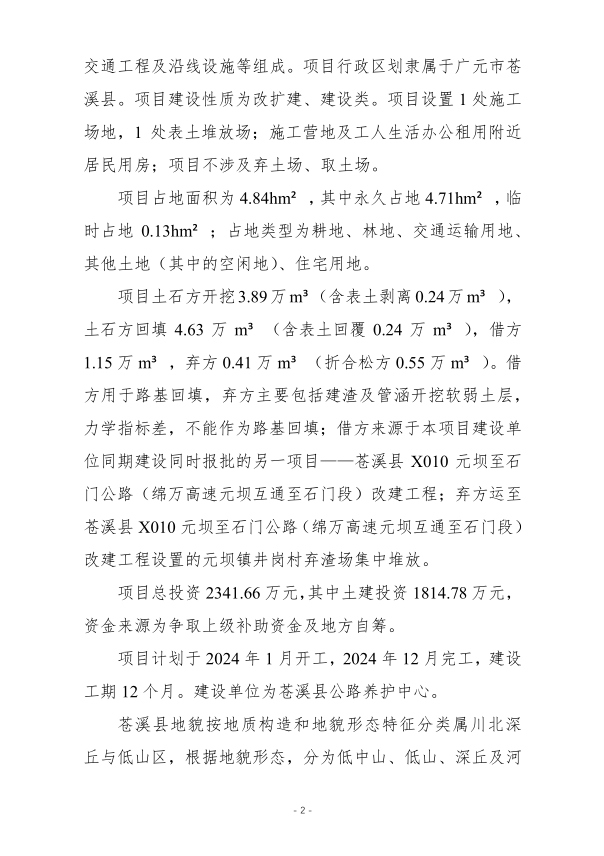 交通工程及沿线设施等组成。项目行政区划隶属于广元市苍
溪县。项目建设性质为改扩建、建设类。项目设置 1 处施工
场地，1 处表土堆放场；施工营地及工人生活办公租用附近
居民用房；项目不涉及弃土场、取土场。
项目占地面积为 4.84hm²，其中永久占地 4.71hm²，临
时占地 0.13hm²；占地类型为耕地、林地、交通运输用地、
其他土地（其中的空闲地）、住宅用地。
项目土石方开挖 3.89 万 m³（含表土剥离 0.24 万 m³），
土石方回填 4.63 万 m³（含表土回覆 0.24 万 m³），借方
1.15 万 m³，弃方 0.41 万 m³（折合松方 0.55 万 m³）。借
方用于路基回填，弃方主要包括建渣及管涵开挖软弱土层，
力学指标差，不能作为路基回填；借方来源于本项目建设单
位同期建设同时报批的另一项目——苍溪县 X010 元坝至石
门公路（绵万高速元坝互通至石门段）改建工程；弃方运至
苍溪县 X010 元坝至石门公路（绵万高速元坝互通至石门段）
改建工程设置的元坝镇井岗村弃渣场集中堆放。
项目总投资 2341.66 万元，其中土建投资 1814.78 万元，
资金来源为争取上级补助资金及地方自筹。
项目计划于 2024 年 1 月开工，2024 年 12 月完工，建设
工期 12 个月。建设单位为苍溪县公路养护中心。
苍溪县地貌按地质构造和地貌形态特征分类属川北深
丘与低山区，根据地貌形态，分为低中山、低山、深丘及河
- 2 -